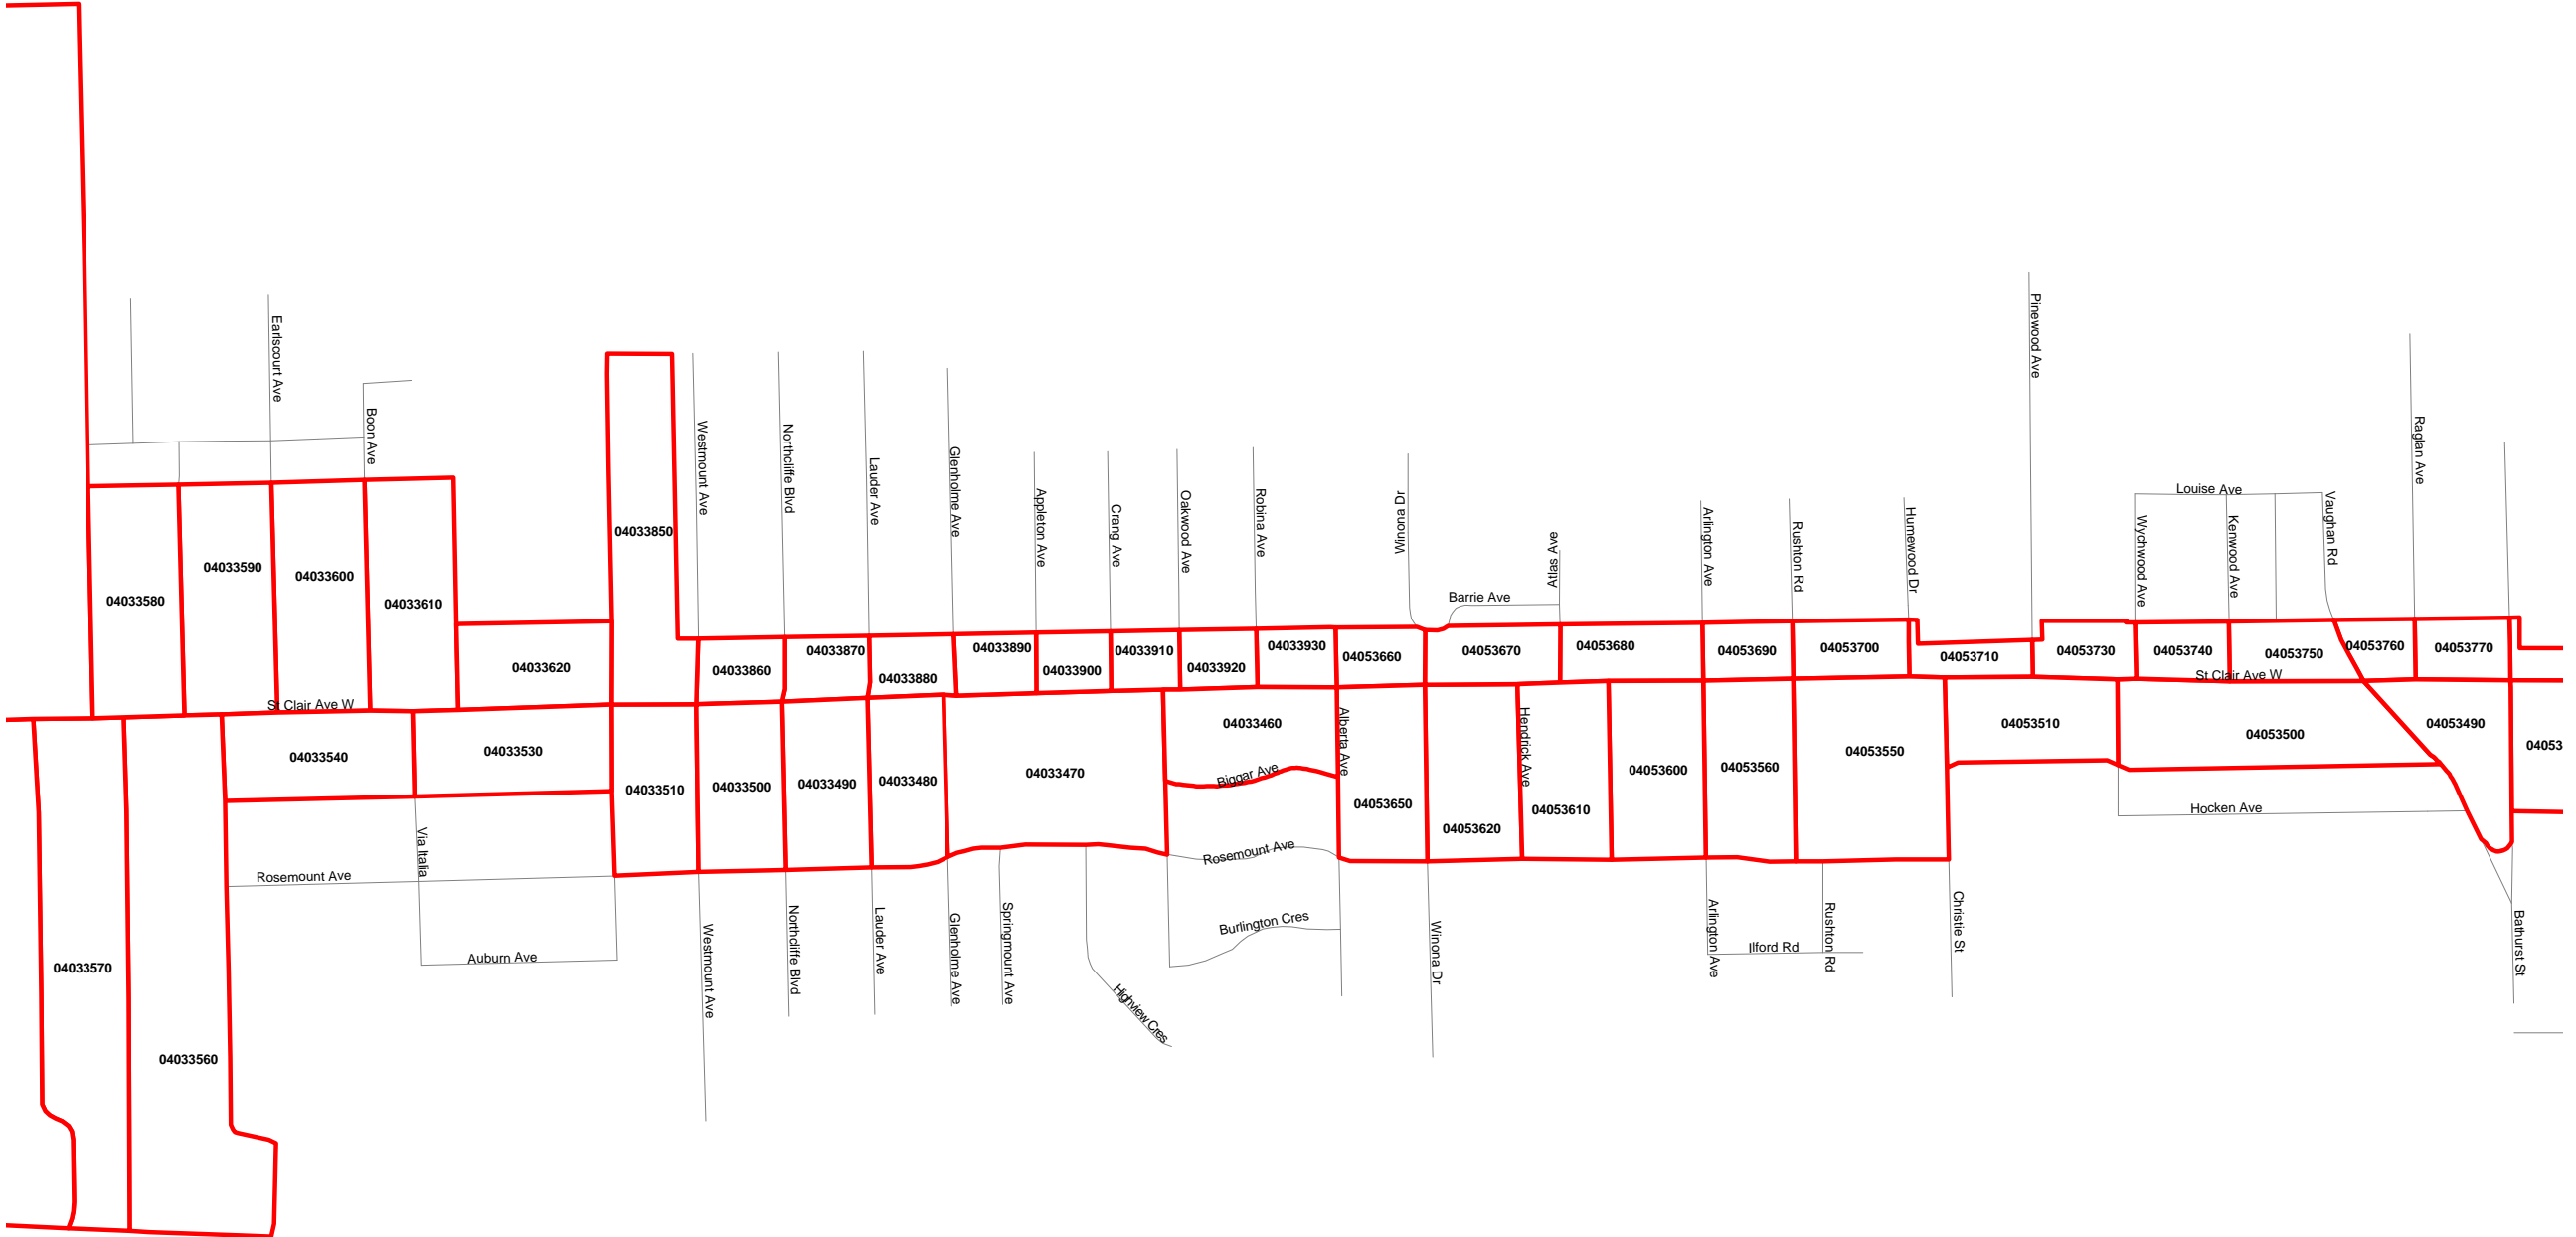 Earlscourt Ave
Boon Ave
Westmount Ave
Northcliffe Blvd
Lauder Ave
Glenholme Ave
Appleton Ave
Crang Ave
Oakwood Ave
Robina Ave
Winona Dr
Barrie Ave
Atlas Ave
Arlington Ave
Rushton Rd
Humewood Dr
Pinewood Ave
Louise Ave
Wychwood Ave
Kenwood Ave
Vaughan Rd
Raglan Ave
04033580
04033590
04033600
04033610
04033620
04033850
04033860
04033870
04033880
04033890
04033900
04033910
04033920
04033930
04053660
04053670
04053680
04053690
04053700
04053710
04053730
04053740
04053750
04053760
04053770
St Clair Ave W
St Clair Ave W
04033540
04033530
04033510
04033500
04033490
04033480
04033470
04033460
Biggar Ave
Alberta Ave
04053650
04053620
Hendrick Ave
04053610
04053600
04053560
04053550
04053510
04053500
04053490
04053
Hocken Ave
Rosemount Ave
Via Italia
Auburn Ave
Rosemount Ave
Burlington Cres
04033570
04033560
Westmount Ave
Northcliffe Blvd
Lauder Ave
Glenholme Ave
Springmount Ave
Highview Cres
Winona Dr
Arlington Ave
Ilford Rd
Rushton Rd
Christie St
Bathurst St